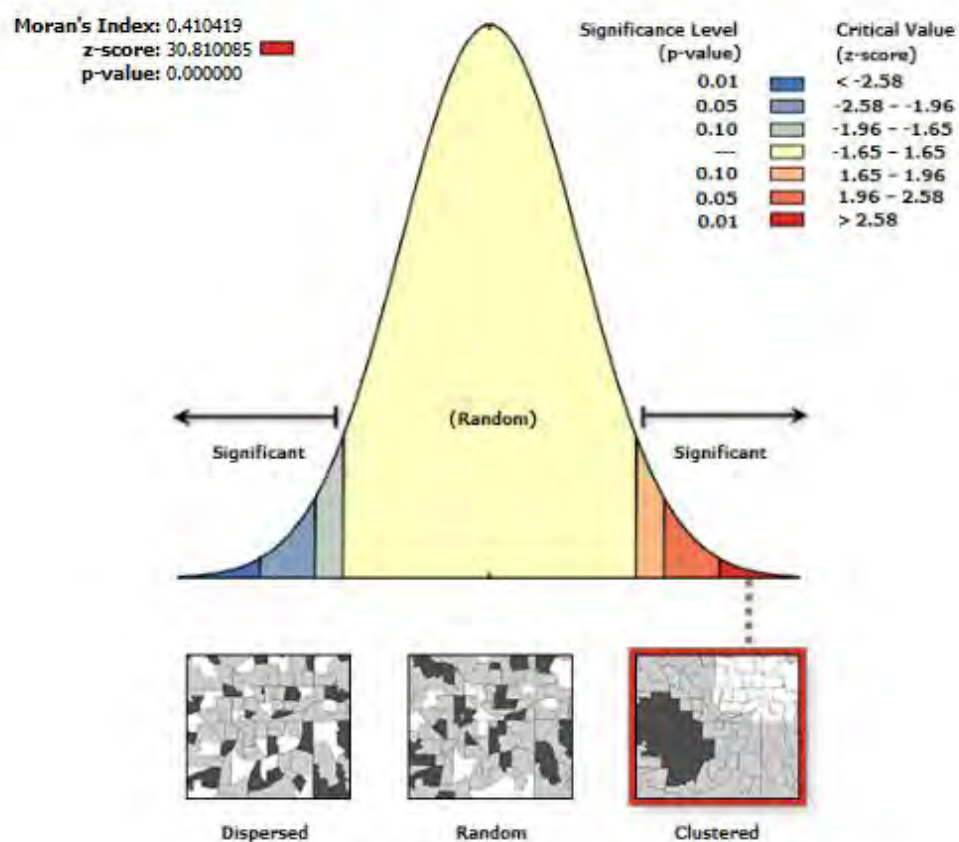 Moran's Index: 0.410419
z-score: 30.810085
p-value: 0.000000
Significance Level
(p-value)
Critical Value
(z-score)
0.01 < -2.58
0.05 -2.58 - -1.96
0.10 -1.96 - -1.65
--- -1.65 - 1.65
0.10 1.65 - 1.96
0.05 1.96 - 2.58
0.01 > 2.58
(Random)
Significant
Significant
Dispersed
Random
Clustered